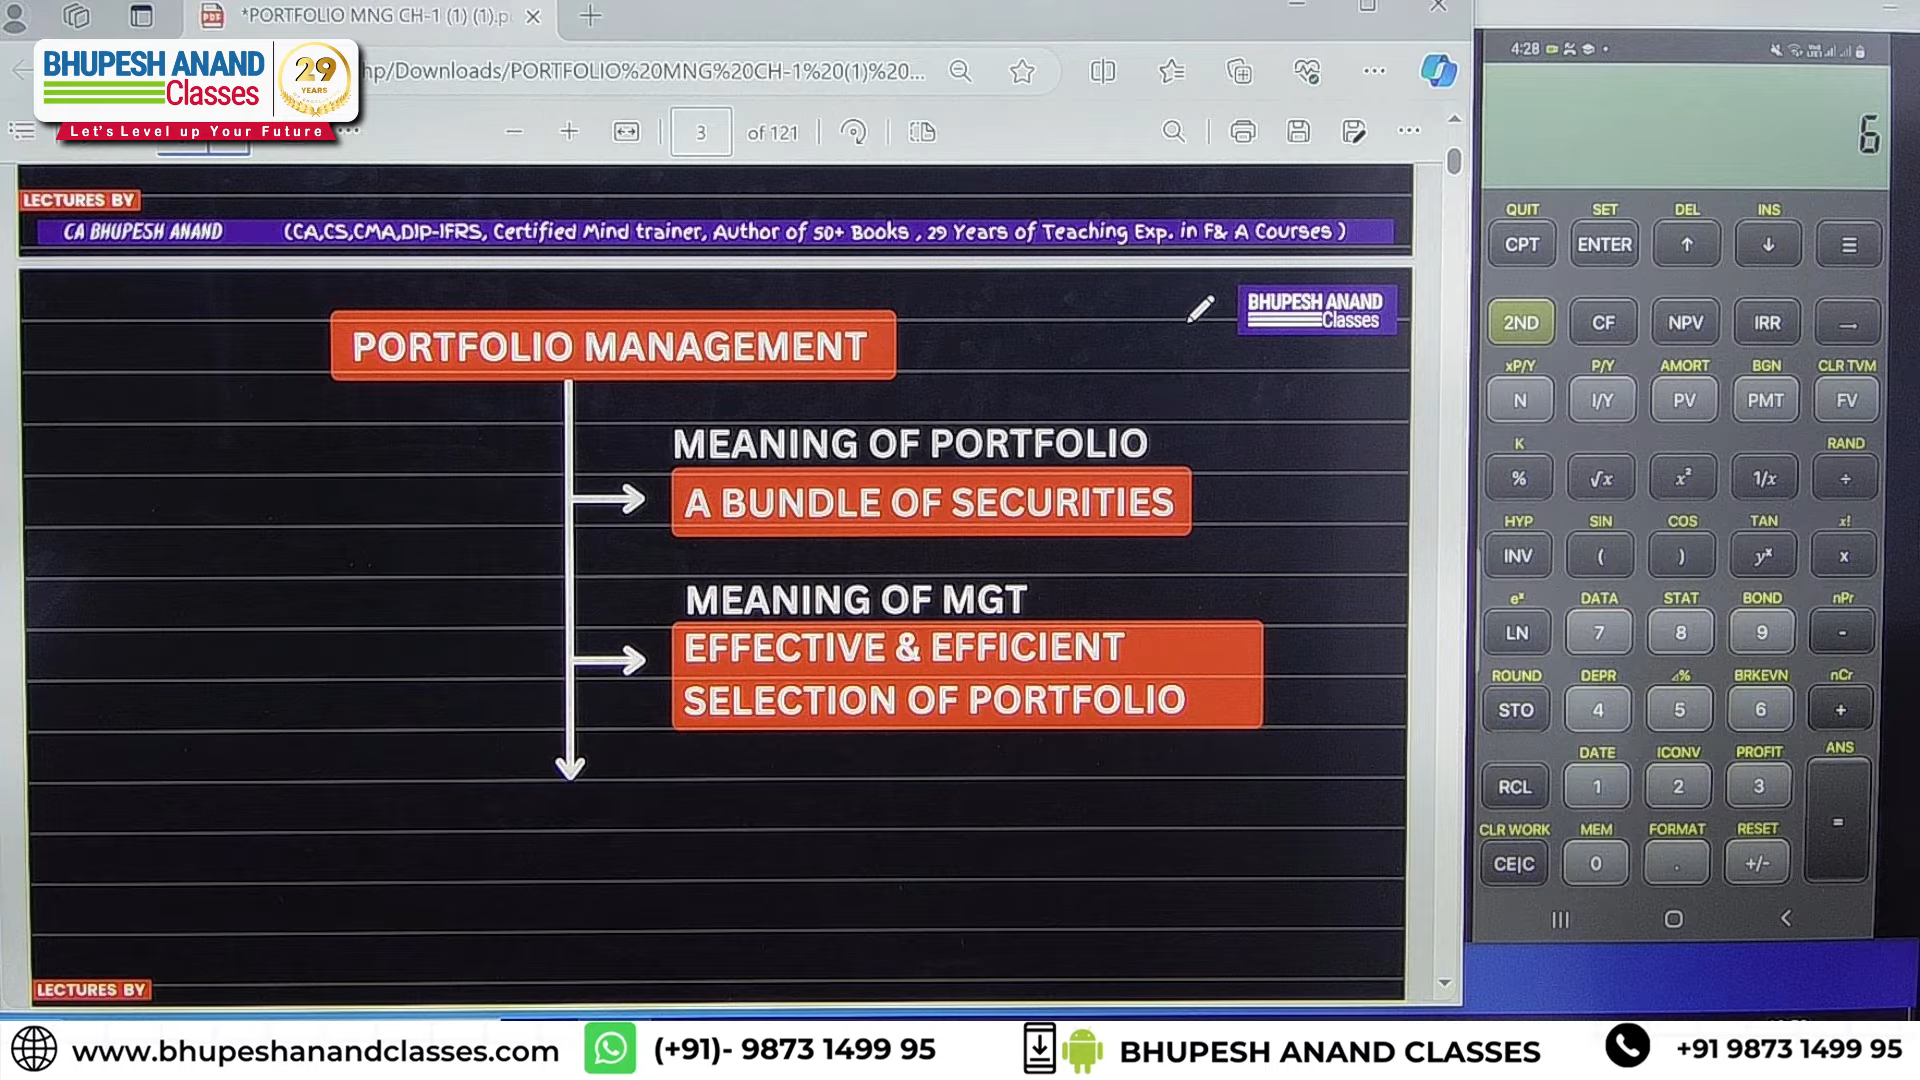 *PORTFOLIO MNG CH-1 (1) (1).p
BHUPESH ANAND
Classes
29
YEARS
Let's Level up Your Future
hp/Downloads/PORTFOLIO%20MNG%20CH-1%20(1)%20...
3 of 121
LECTURES BY
CA BHUPESH ANAND (CA,CS,CMA,DIP-IFRS, Certified Mind trainer, Author of 50+ Books , 29 Years of Teaching Exp. in F& A Courses )
PORTFOLIO MANAGEMENT
BHUPESH ANAND
Classes
MEANING OF PORTFOLIO
A BUNDLE OF SECURITIES
MEANING OF MGT
EFFECTIVE & EFFICIENT
SELECTION OF PORTFOLIO
LECTURES BY
4:28
6
QUIT SET DEL INS
CPT ENTER ↑ ↓ ☰
2ND CF NPV IRR →
xP/Y P/Y AMORT BGN CLR TVM
N I/Y PV PMT FV
K RAND
% √x x² 1/x ÷
HYP SIN COS TAN x!
INV ( ) yˣ x
eˣ DATA STAT BOND nPr
LN 7 8 9 -
ROUND DEPR ⊿% BRKEVN nCr
STO 4 5 6 +
DATE ICONV PROFIT ANS
RCL 1 2 3 =
CLR WORK MEM FORMAT RESET
CE|C 0 . +/-
www.bhupeshanandclasses.com (+91)- 9873 1499 95 BHUPESH ANAND CLASSES +91 9873 1499 95